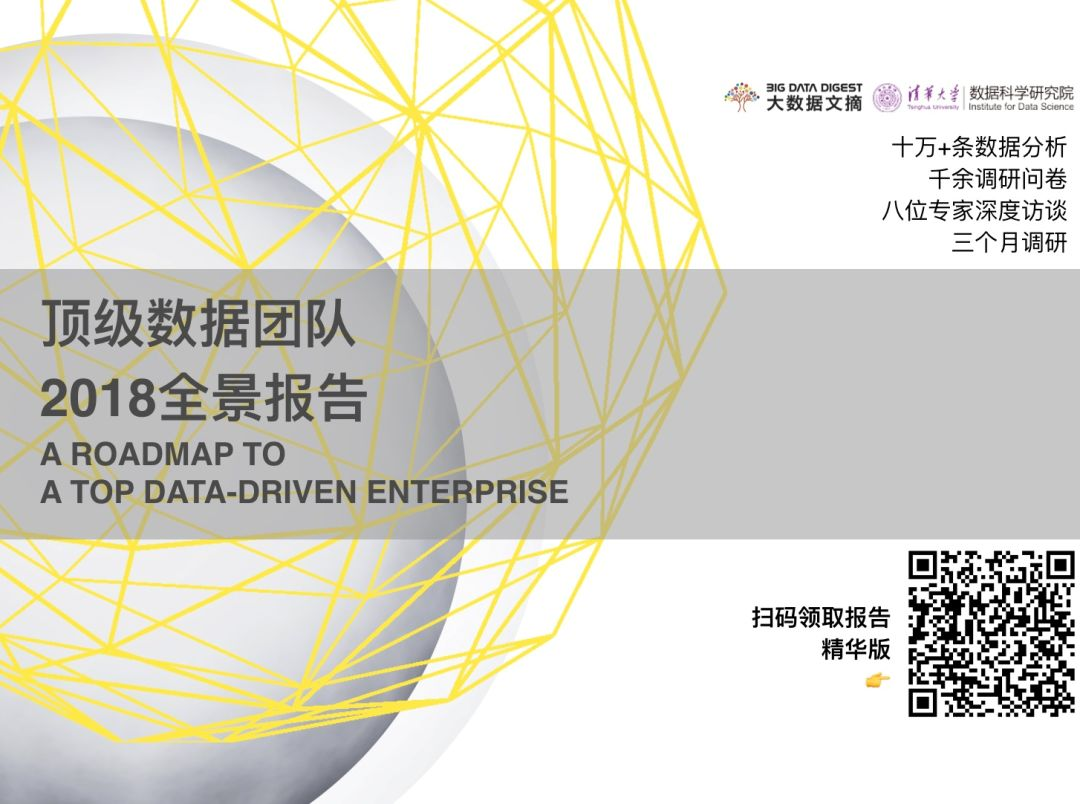 BIG DATA DIGEST
大数据文摘
清华大学
Tsinghua University
数据科学研究院
Institute for Data Science
十万+条数据分析
千余调研问卷
八位专家深度访谈
三个月调研
顶级数据团队
2018全景报告
A ROADMAP TO
A TOP DATA-DRIVEN ENTERPRISE
扫码领取报告
精华版